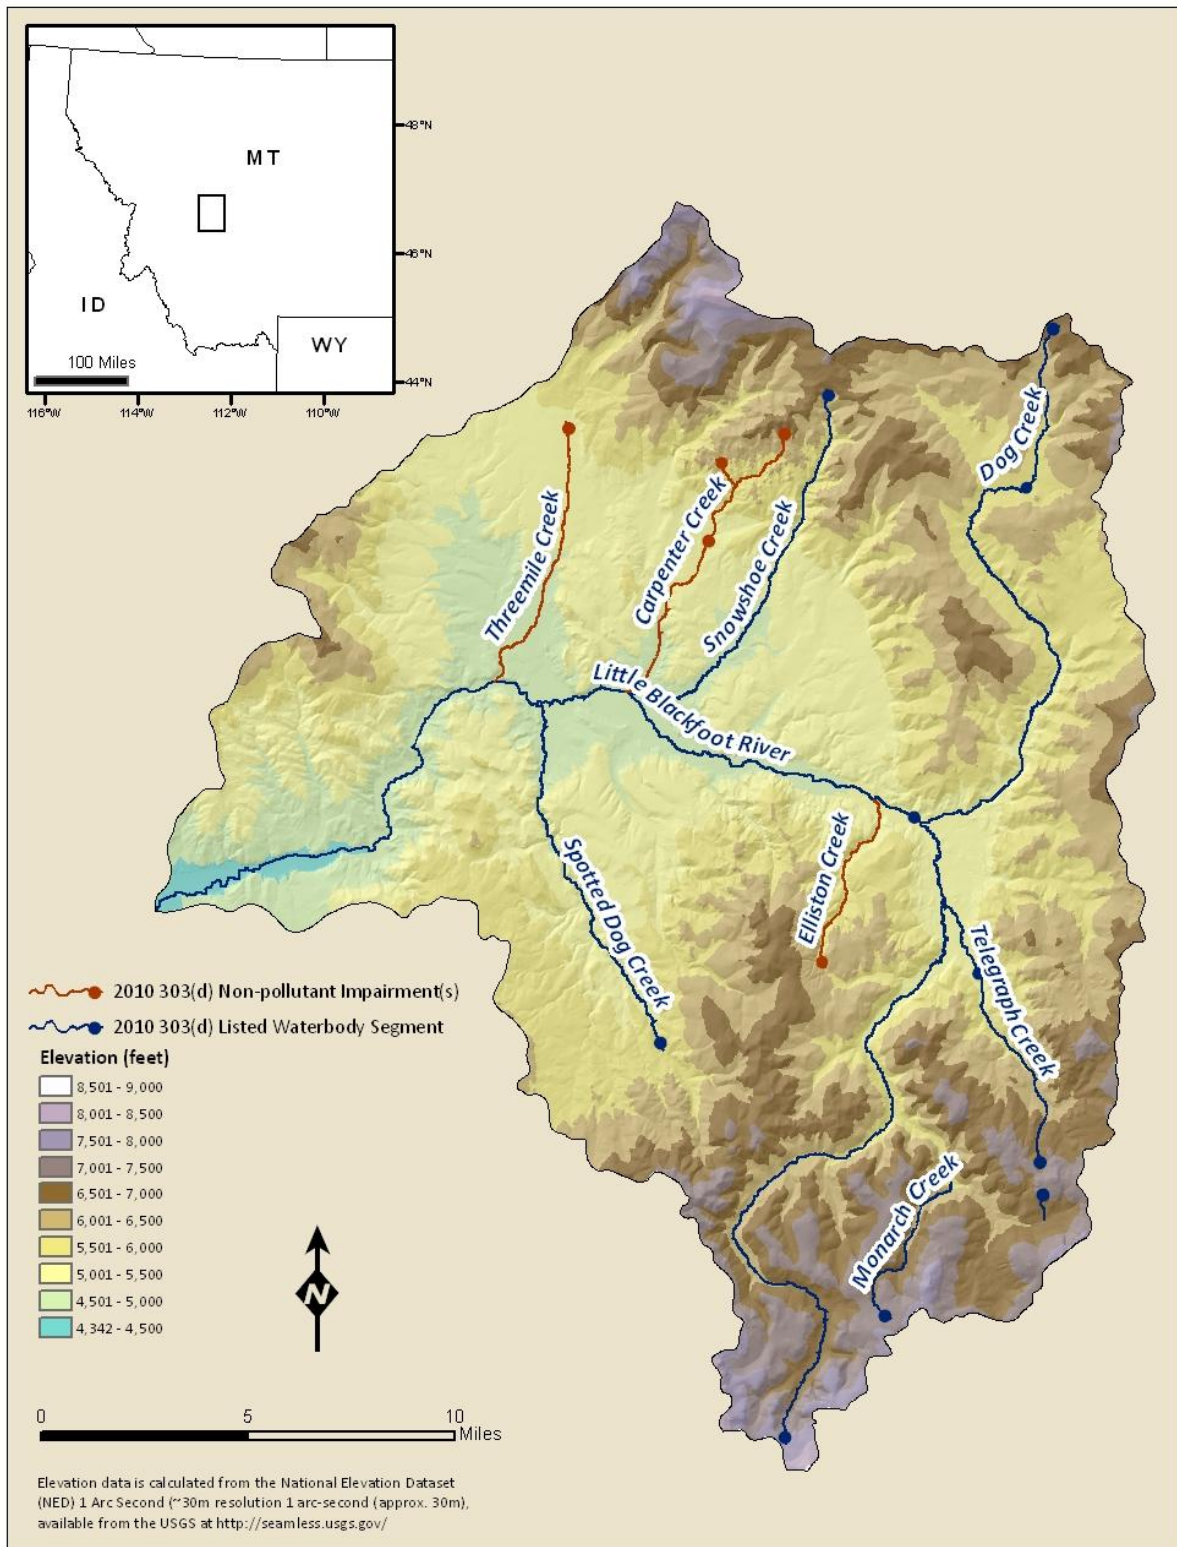 48°N
MT
46°N
ID
WY
100 Miles
44°N
116°W
114°W
112°W
110°W
Dog Creek
Carpenter Creek
Snowshoe Creek
Threemile Creek
Little Blackfoot River
Elliston Creek
Spotted Dog Creek
Telegraph Creek
Monarch Creek
2010 303(d) Non-pollutant Impairment(s)
2010 303(d) Listed Waterbody Segment
Elevation (feet)
8,501 - 9,000
8,001 - 8,500
7,501 - 8,000
7,001 - 7,500
6,501 - 7,000
6,001 - 6,500
5,501 - 6,000
5,001 - 5,500
4,501 - 5,000
4,342 - 4,500
N
0 5 10
Miles
Elevation data is calculated from the National Elevation Dataset
(NED) 1 Arc Second (~30m resolution 1 arc-second (approx. 30m),
available from the USGS at http://seamless.usgs.gov/